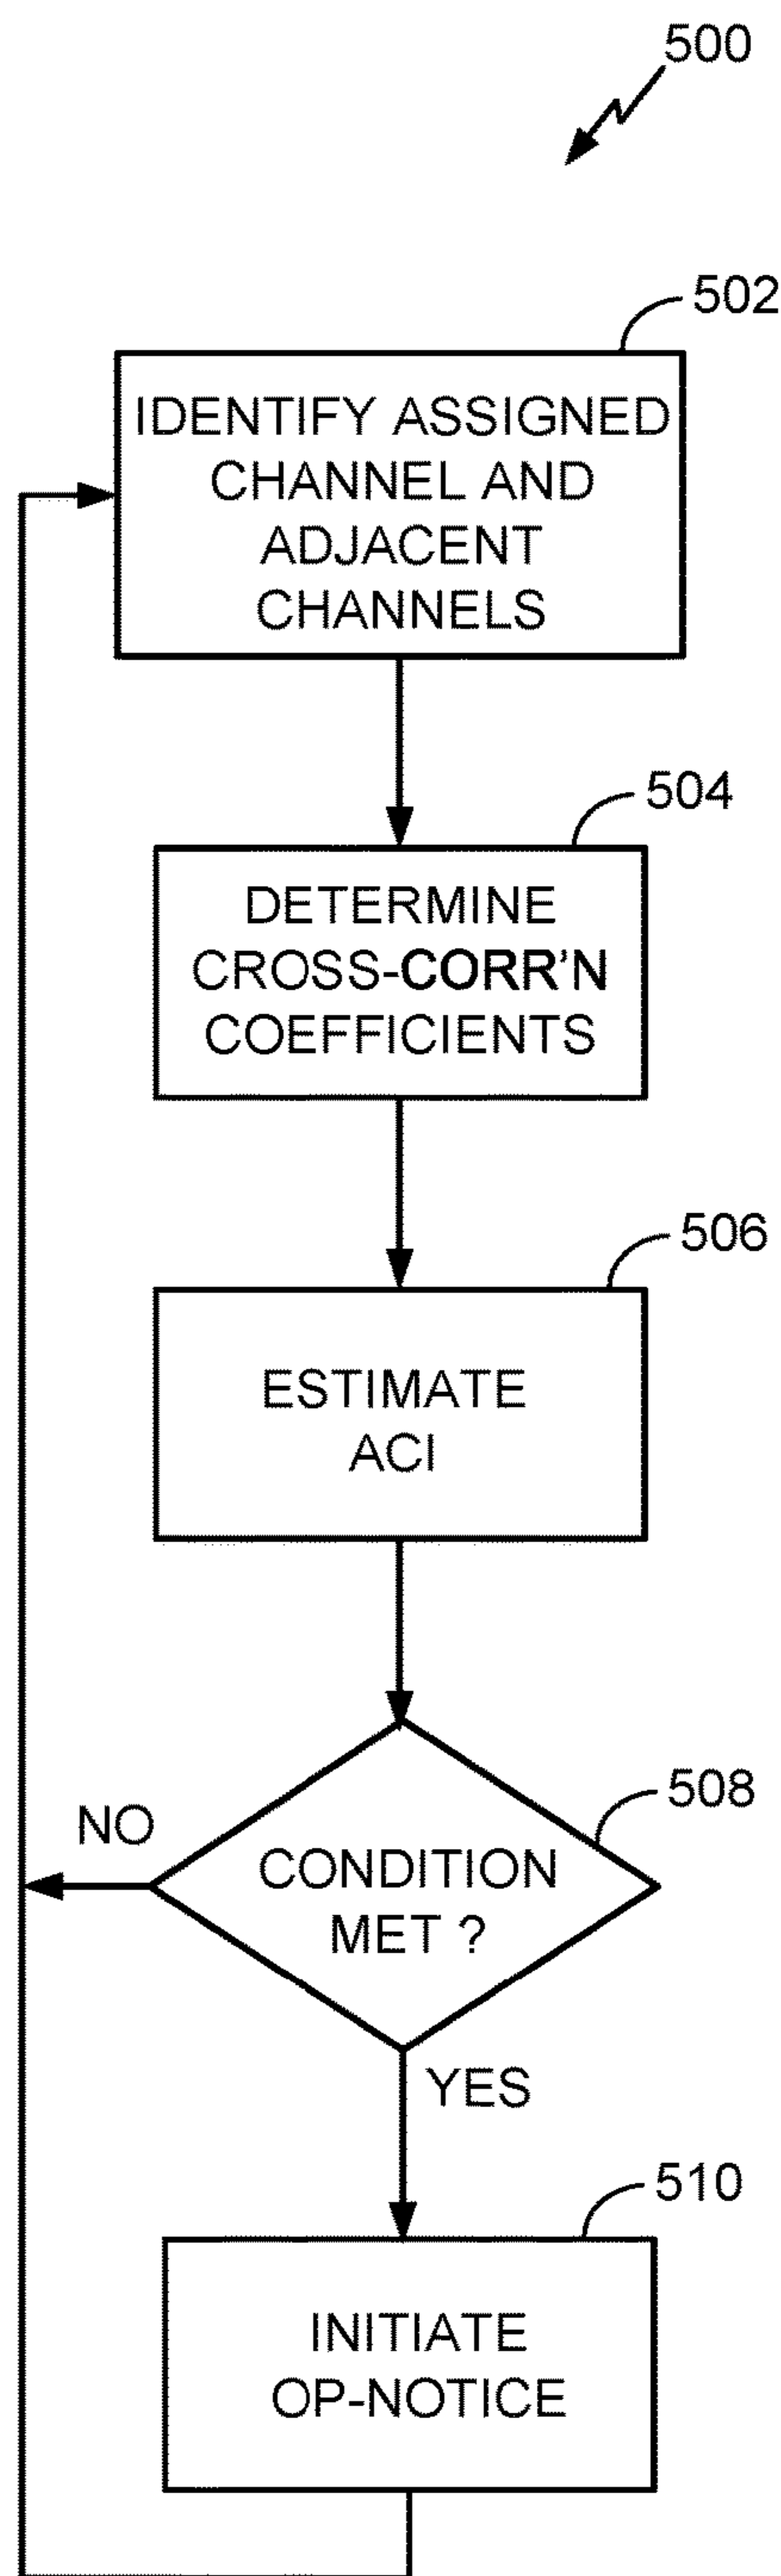 500
502
IDENTIFY ASSIGNED
CHANNEL AND
ADJACENT
CHANNELS
504
DETERMINE
CROSS-CORR'N
COEFFICIENTS
506
ESTIMATE
ACI
508
NO
CONDITION
MET ?
YES
510
INITIATE
OP-NOTICE